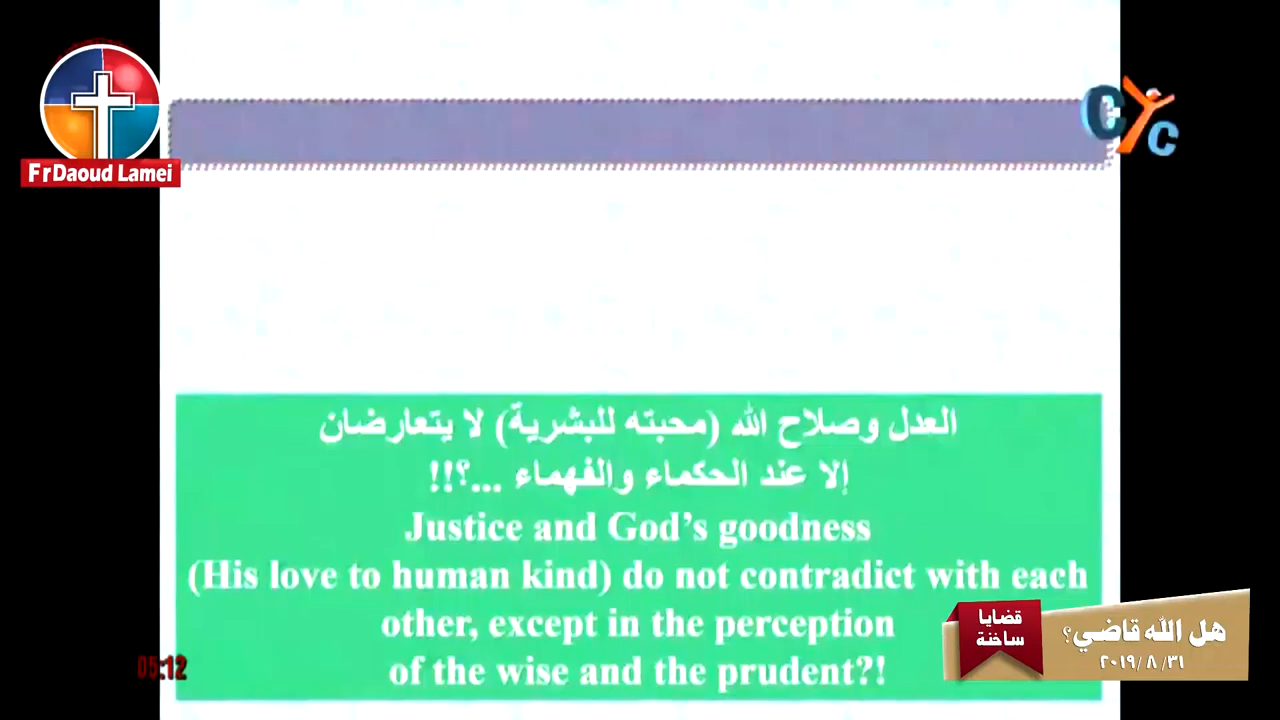 FrDaoud Lamei
CYC
العدل وصلاح الله (محبته للبشرية) لا يتعارضان
إلا عند الحكماء والفهماء ...؟!!
Justice and God's goodness
(His love to human kind) do not contradict with each
other, except in the perception
of the wise and the prudent?!
05:12
قضايا
ساخنة
هل الله قاضي؟
٢٠١٩/ ٨ /٣١